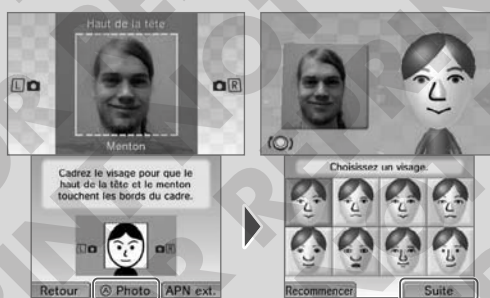 Haut de la tête
L
R
Menton
Cadrez le visage pour que le
haut de la tête et le menton
touchent les bords du cadre.
L
R
Retour
A Photo
APN ext.
Choisissez un visage.
Recommencer
Suite